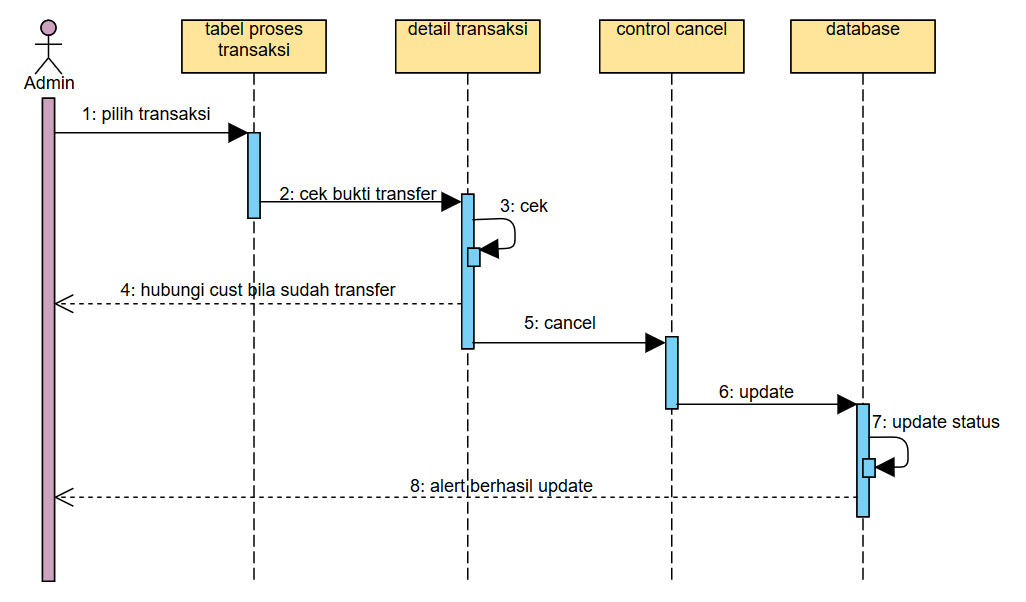 tabel proses
transaksi
detail transaksi
control cancel
database
Admin
1: pilih transaksi
2: cek bukti transfer
3: cek
4: hubungi cust bila sudah transfer
5: cancel
6: update
7: update status
8: alert berhasil update